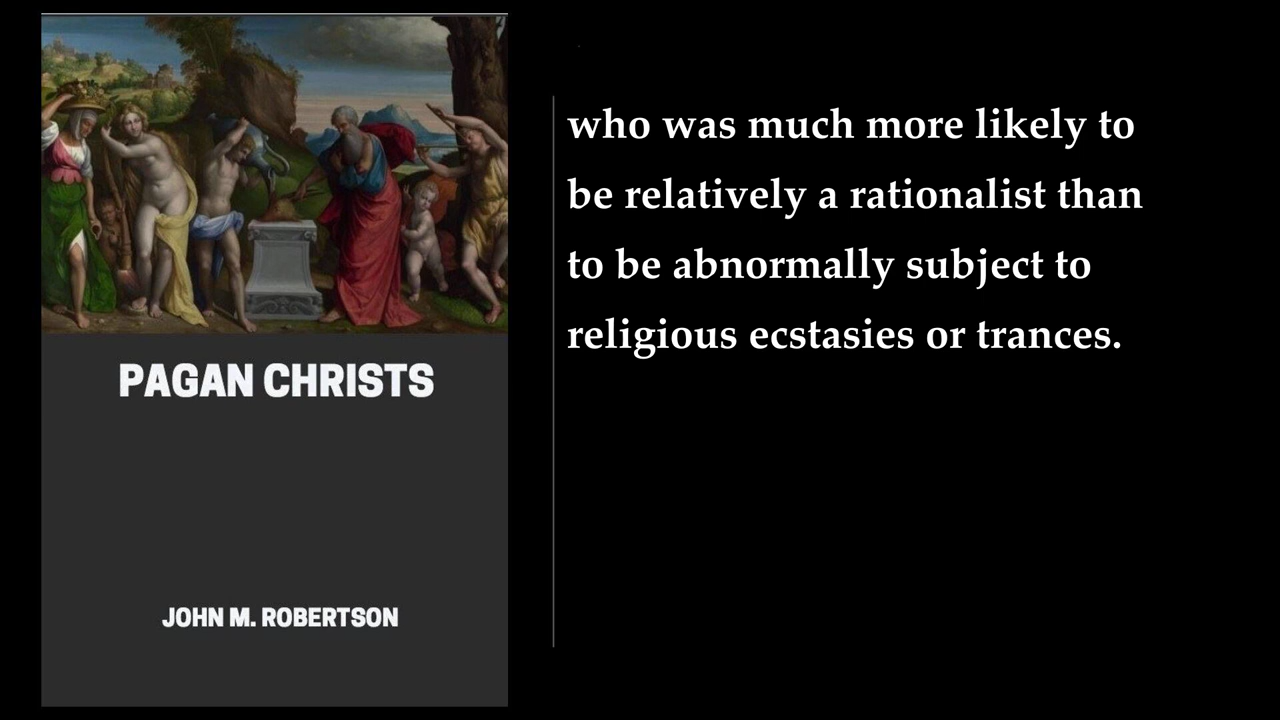 PAGAN CHRISTS
JOHN M. ROBERTSON
who was much more likely to
be relatively a rationalist than
to be abnormally subject to
religious ecstasies or trances.